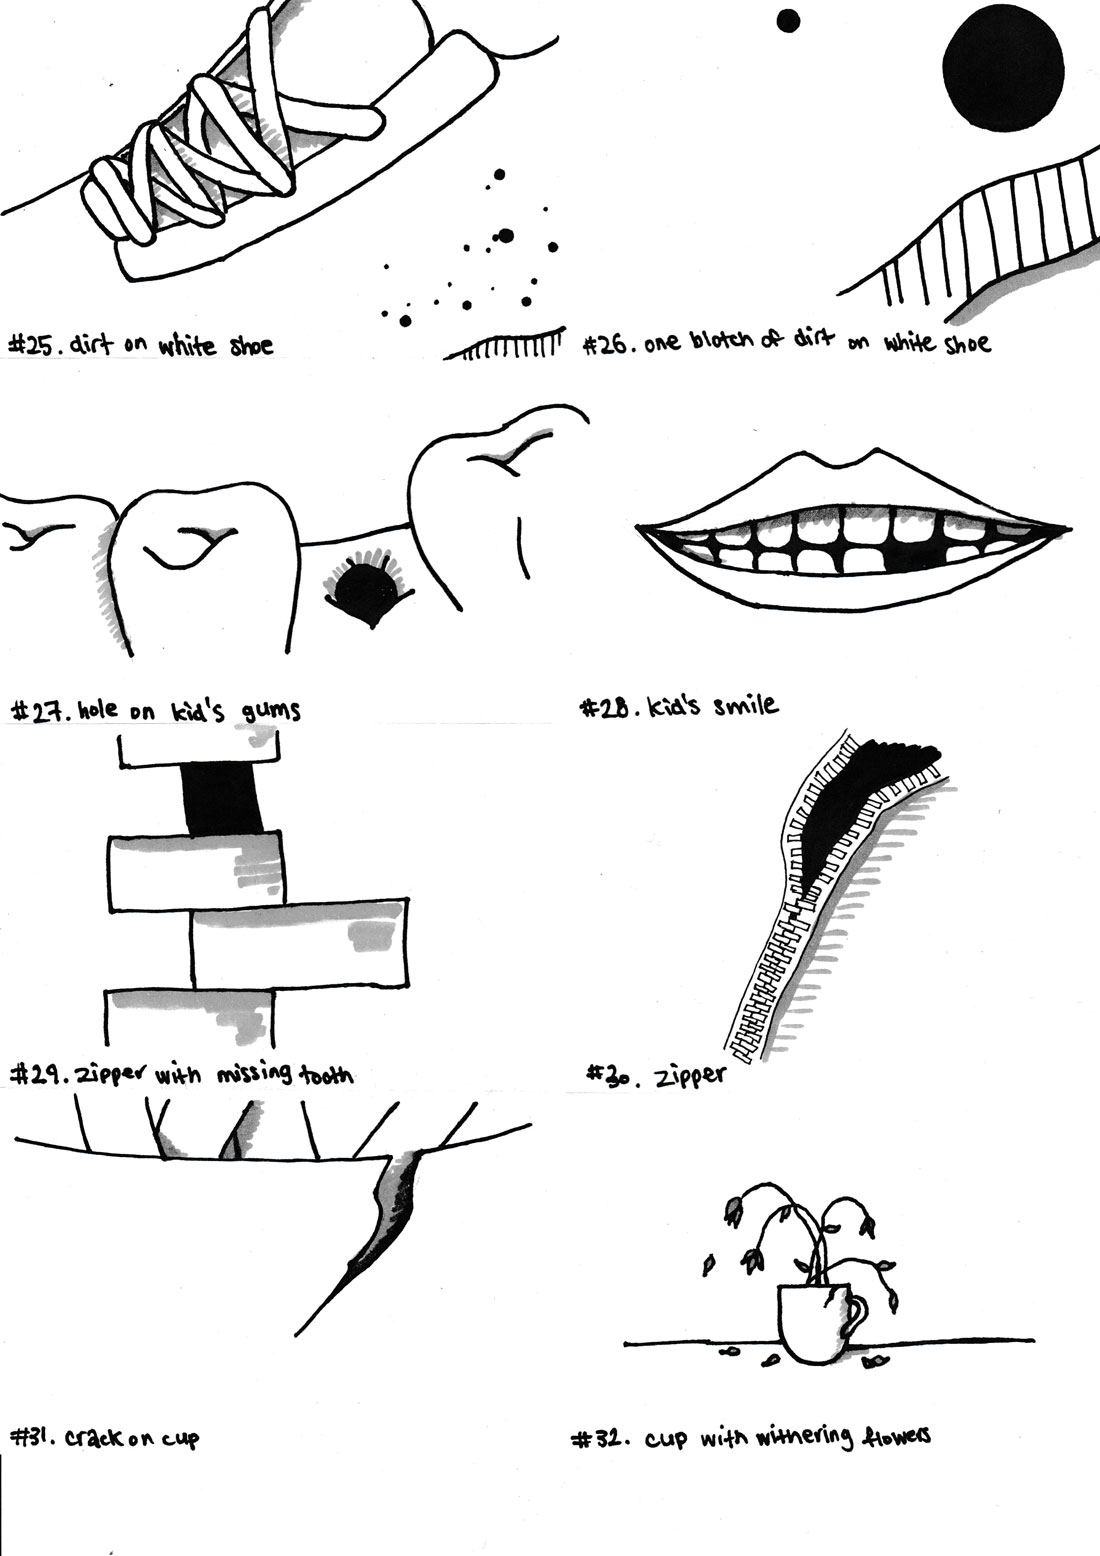 #25. dirt on white shoe
#26. one blotch of dirt on white shoe
#27. hole on kid's gums
#28. kid's smile
#29. zipper with missing tooth
#30. zipper
#31. crack on cup
#32. cup with withering flowers